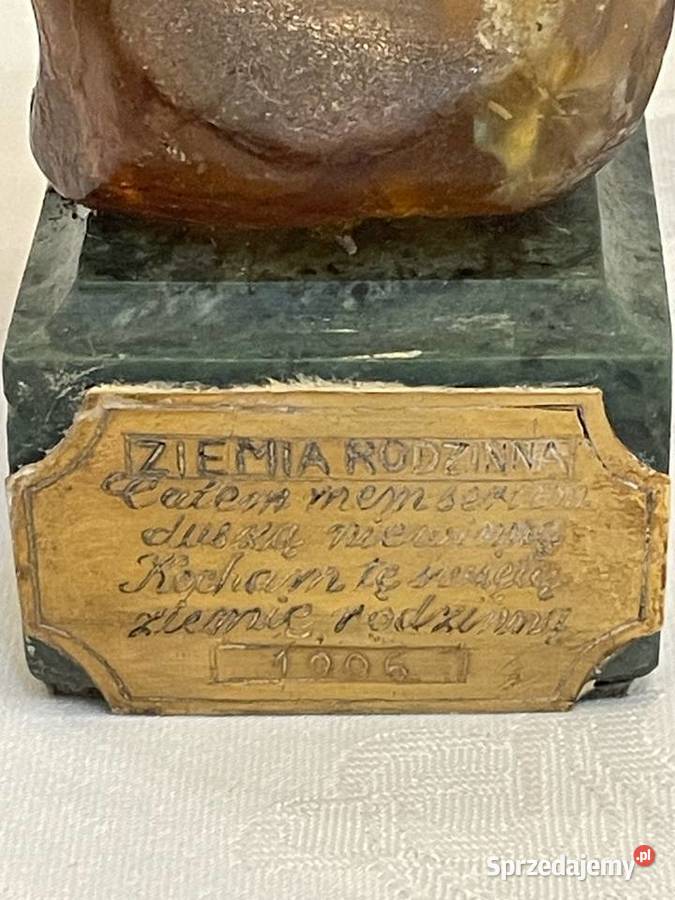 ZIEMIA RODZINNA
Całem mem sercem
duszą niewinną
Kocham tę świętą
ziemię rodzinną
1906
Sprzedajemy.pl